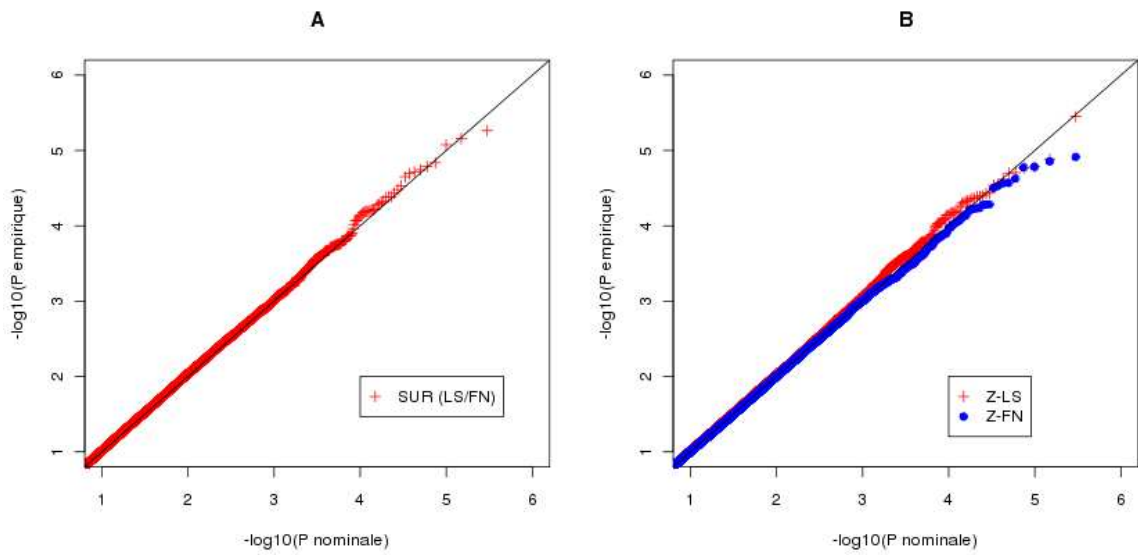 A
-log10(P empirique)
6
5
4
3
2
1
SUR (LS/FN)
1 2 3 4 5 6
-log10(P nominale)
B
-log10(P empirique)
6
5
4
3
2
1
Z-LS
Z-FN
1 2 3 4 5 6
-log10(P nominale)